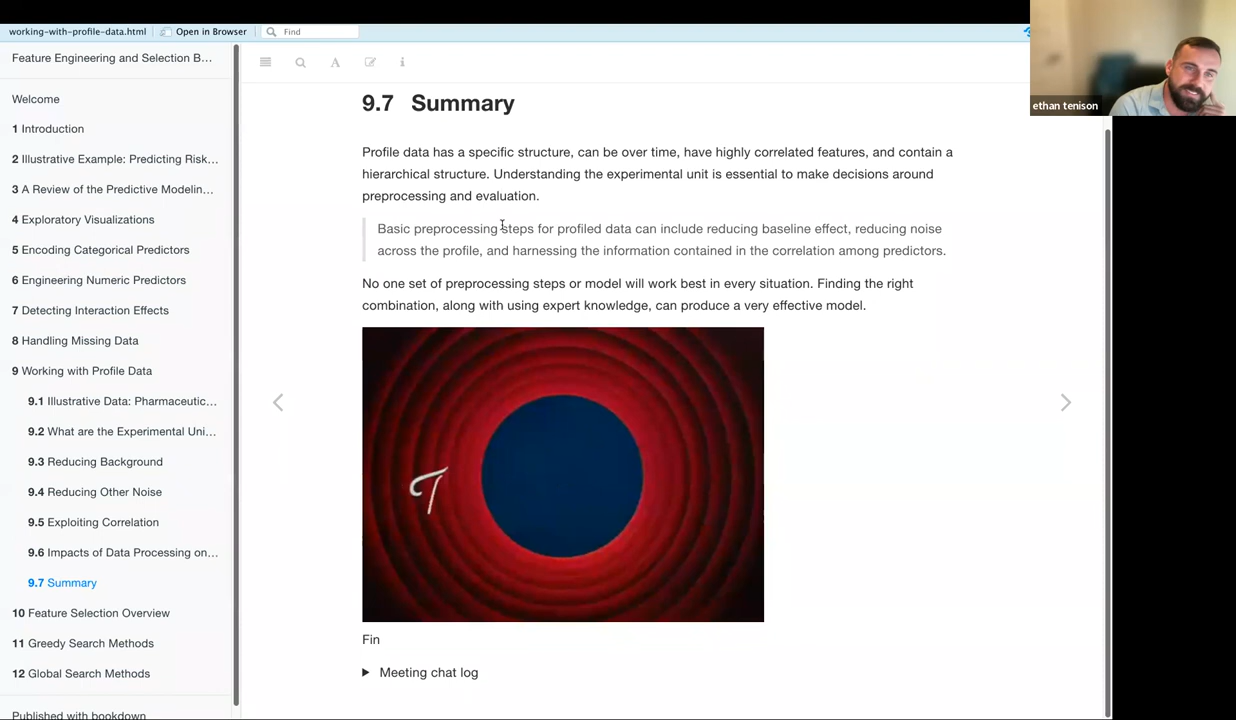 working-with-profile-data.html
Open in Browser
Find
Feature Engineering and Selection B...
Welcome
1 Introduction
2 Illustrative Example: Predicting Risk...
3 A Review of the Predictive Modelin...
4 Exploratory Visualizations
5 Encoding Categorical Predictors
6 Engineering Numeric Predictors
7 Detecting Interaction Effects
8 Handling Missing Data
9 Working with Profile Data
9.1 Illustrative Data: Pharmaceutic...
9.2 What are the Experimental Uni...
9.3 Reducing Background
9.4 Reducing Other Noise
9.5 Exploiting Correlation
9.6 Impacts of Data Processing on...
9.7 Summary
10 Feature Selection Overview
11 Greedy Search Methods
12 Global Search Methods
Published with bookdown
A
i
9.7 Summary
Profile data has a specific structure, can be over time, have highly correlated features, and contain a
hierarchical structure. Understanding the experimental unit is essential to make decisions around
preprocessing and evaluation.
Basic preprocessing steps for profiled data can include reducing baseline effect, reducing noise
across the profile, and harnessing the information contained in the correlation among predictors.
No one set of preprocessing steps or model will work best in every situation. Finding the right
combination, along with using expert knowledge, can produce a very effective model.
T
Fin
Meeting chat log
ethan tenison